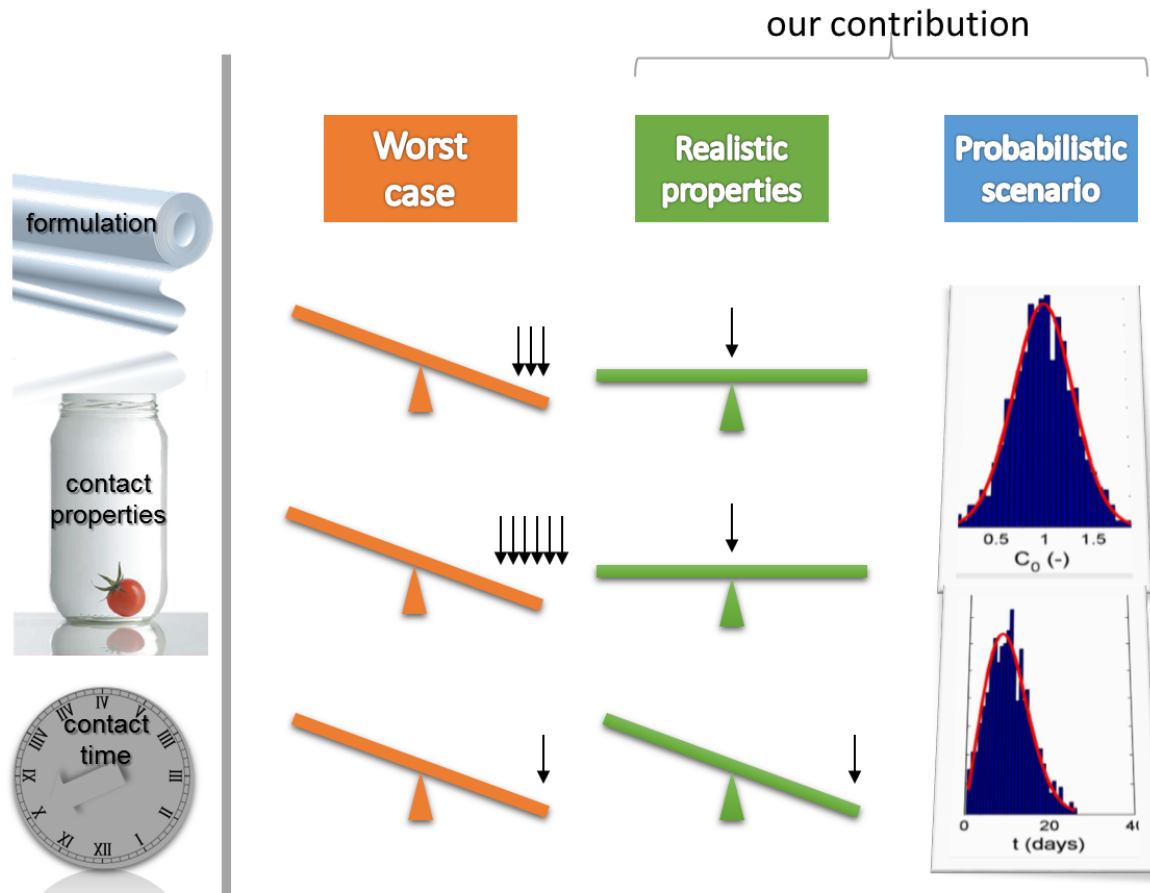 our contribution
Worst
case
Realistic
properties
Probabilistic
scenario
formulation
contact
properties
contact
time
0.5 1 1.5
C0 (-)
0 20 40
t (days)